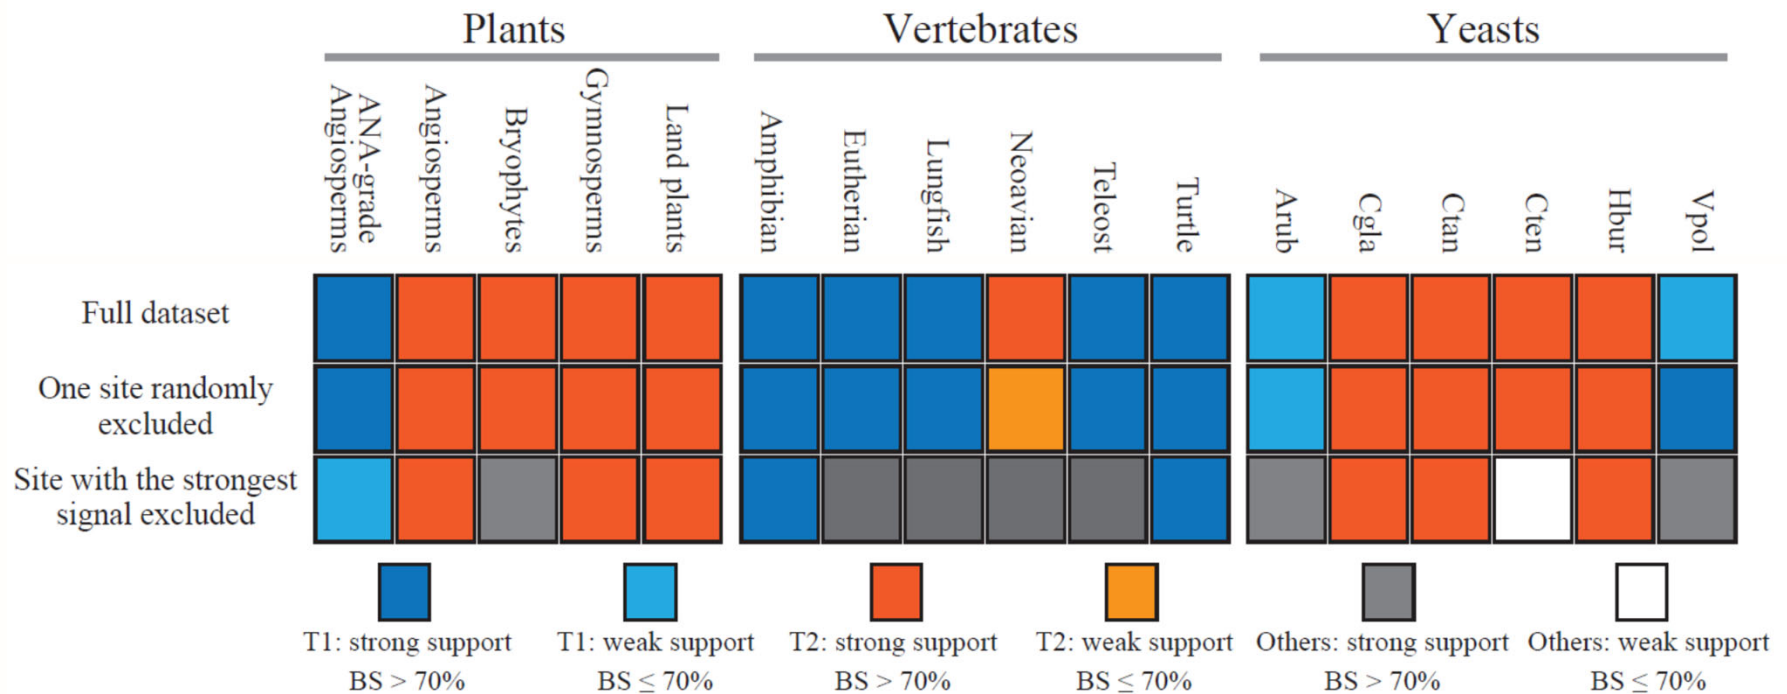 Plants
Vertebrates
Yeasts
ANA-grade
Angiosperms
Angiosperms
Bryophytes
Gymnosperms
Land plants
Amphibian
Eutherian
Lungfish
Neoavian
Teleost
Turtle
Arub
Cgla
Ctan
Cten
Hbur
Vpol
Full dataset
One site randomly
excluded
Site with the strongest
signal excluded
T1: strong support
BS > 70%
T1: weak support
BS ≤ 70%
T2: strong support
BS > 70%
T2: weak support
BS ≤ 70%
Others: strong support
BS > 70%
Others: weak support
BS ≤ 70%